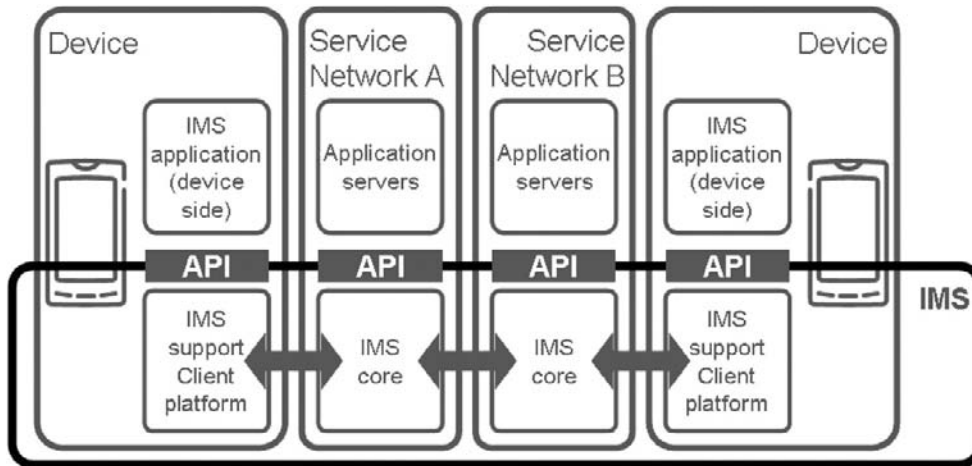 Device
Service
Network A
Service
Network B
Device
IMS
application
(device
side)
Application
servers
Application
servers
IMS
application
(device
side)
API
API
API
API
IMS
IMS
support
Client
platform
IMS
core
IMS
core
IMS
support
Client
platform